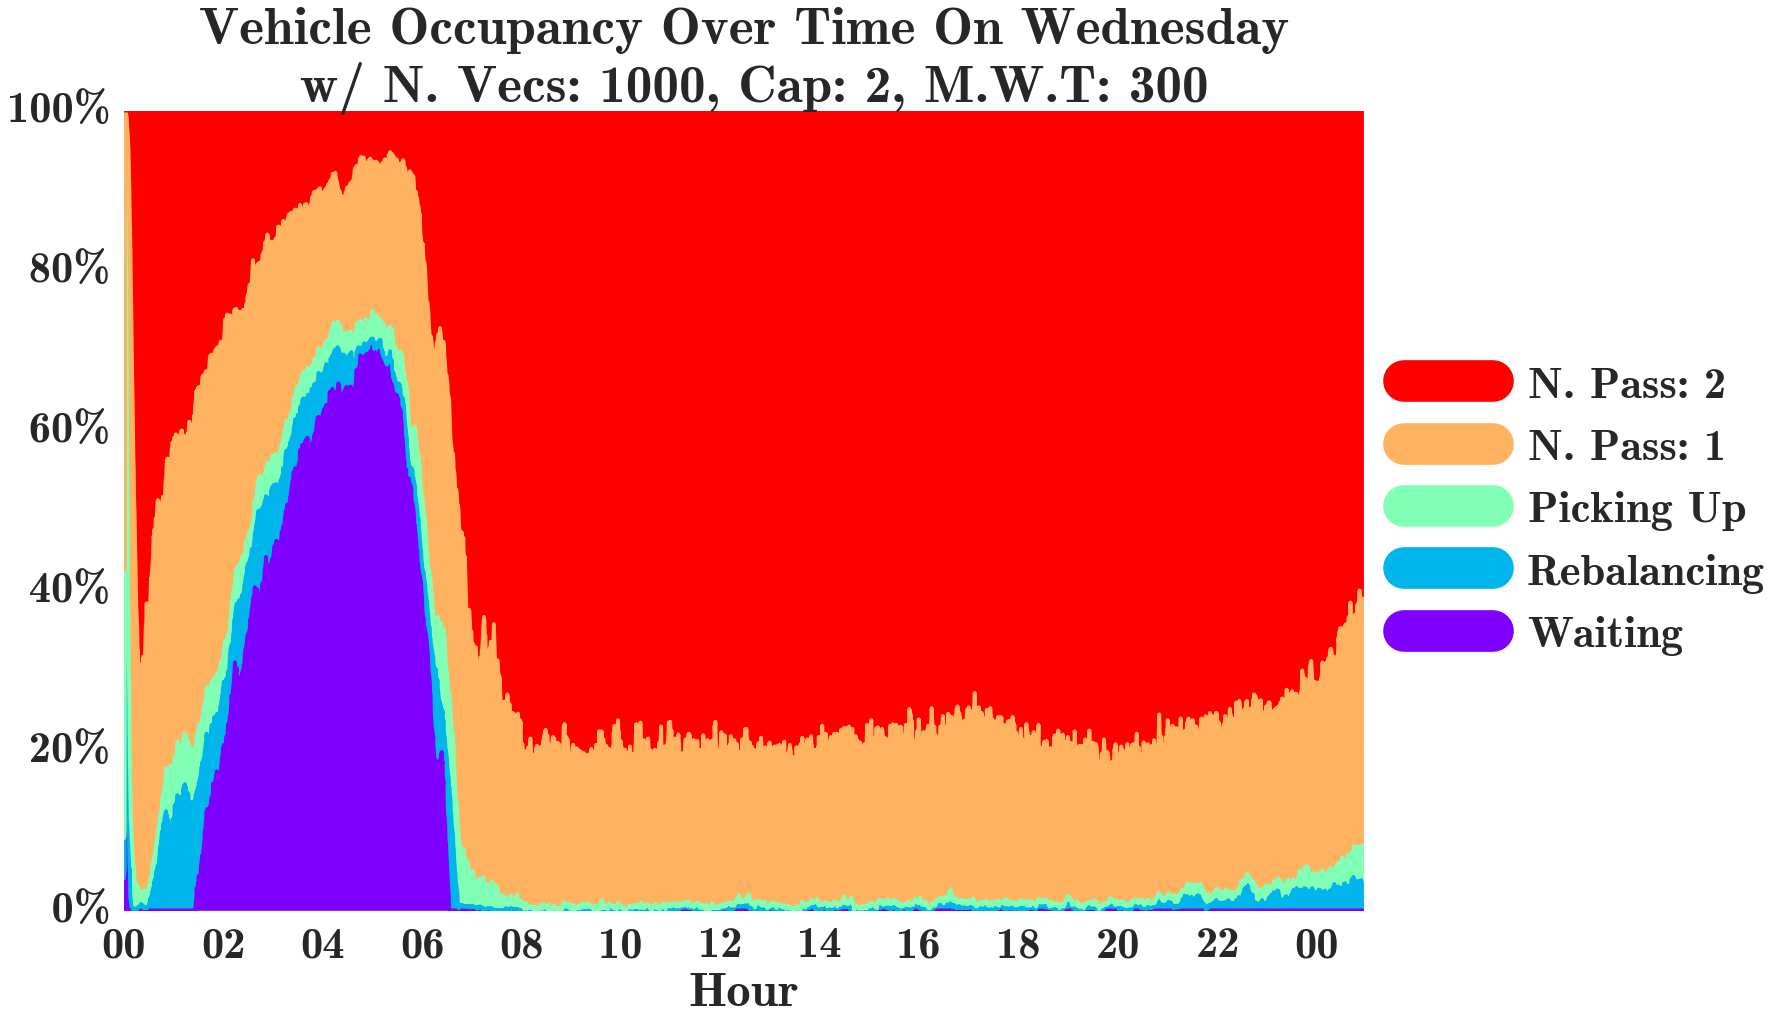 Vehicle Occupancy Over Time On Wednesday
w/ N. Vecs: 1000, Cap: 2, M.W.T: 300
100%
80%
60%
40%
20%
0%
00 02 04 06 08 10 12 14 16 18 20 22 00
Hour
N. Pass: 2
N. Pass: 1
Picking Up
Rebalancing
Waiting